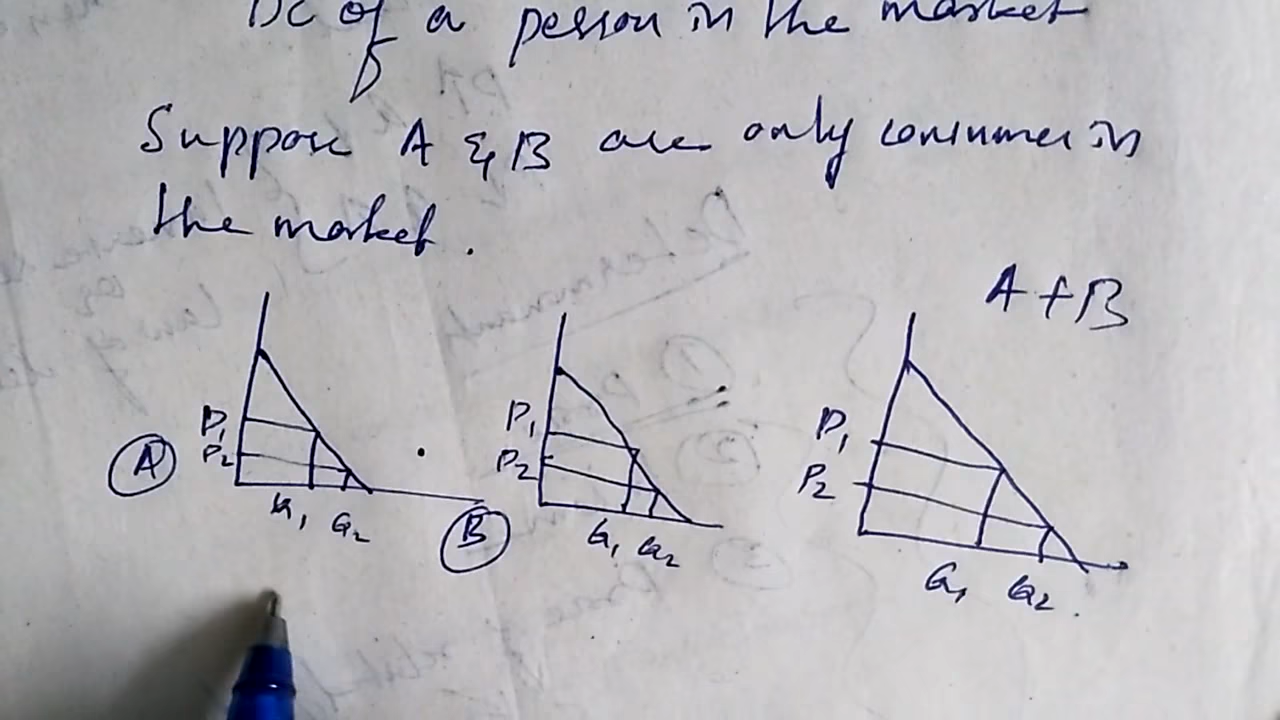 DC of a person in the market
Suppose A & B are only consumer in
the market.
A + B
P1
P2
A
Q1 Q2
P1
P2
B
Q1 Q2
P1
P2
Q1 Q2.